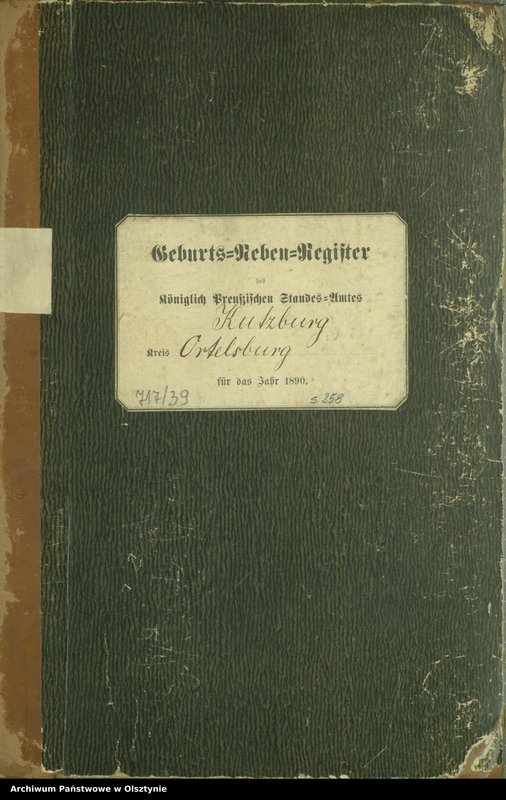 Geburts=Neben=Register
des
Königlich Preußischen Standes=Amtes
Kutzburg
Kreis Ortelsburg
für das Jahr 1890.
717/39
s. 258
Archiwum Państwowe w Olsztynie